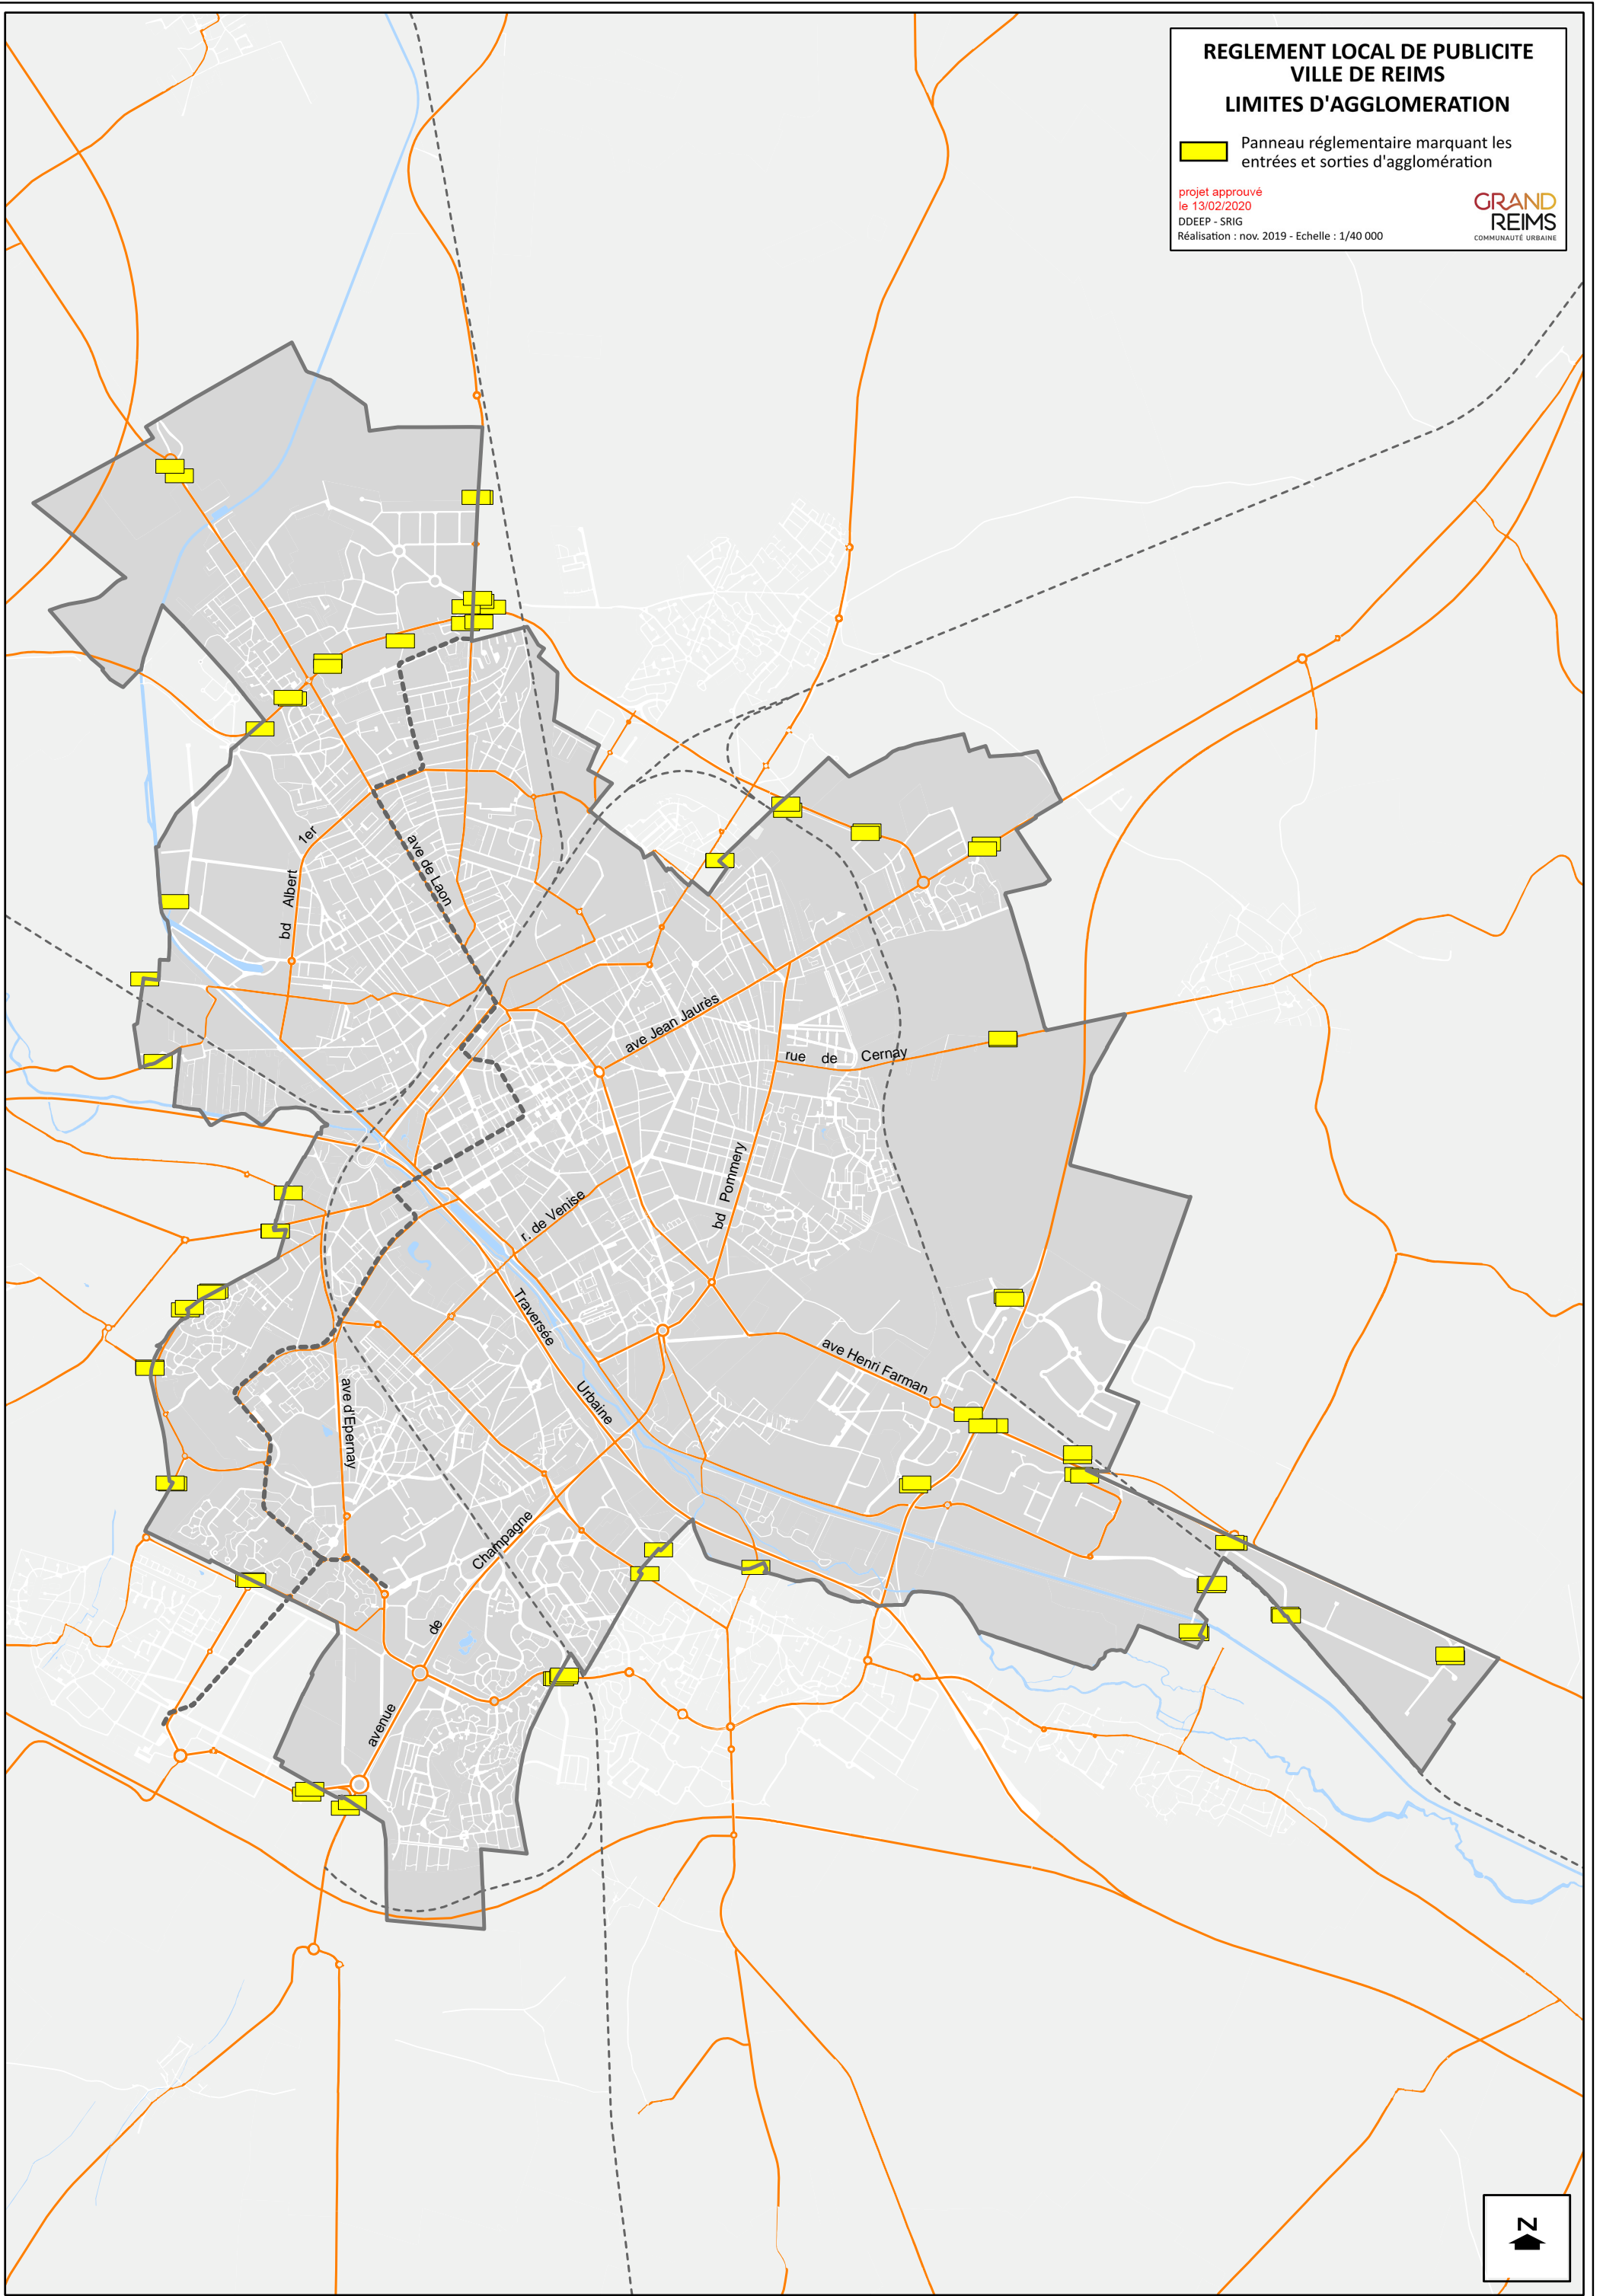 REGLEMENT LOCAL DE PUBLICITE
VILLE DE REIMS
LIMITES D'AGGLOMERATION
Panneau réglementaire marquant les
entrées et sorties d'agglomération
projet approuvé
le 13/02/2020
DDEEP - SRIG
Réalisation : nov. 2019 - Echelle : 1/40 000
GRAND
REIMS
COMMUNAUTÉ URBAINE
bd Albert 1er
ave de Laon
ave Jean Jaurès
rue de Cernay
bd Pommery
r. de Venise
Traversée Urbaine
ave Henri Farman
ave d'Epernay
avenue de Champagne
N